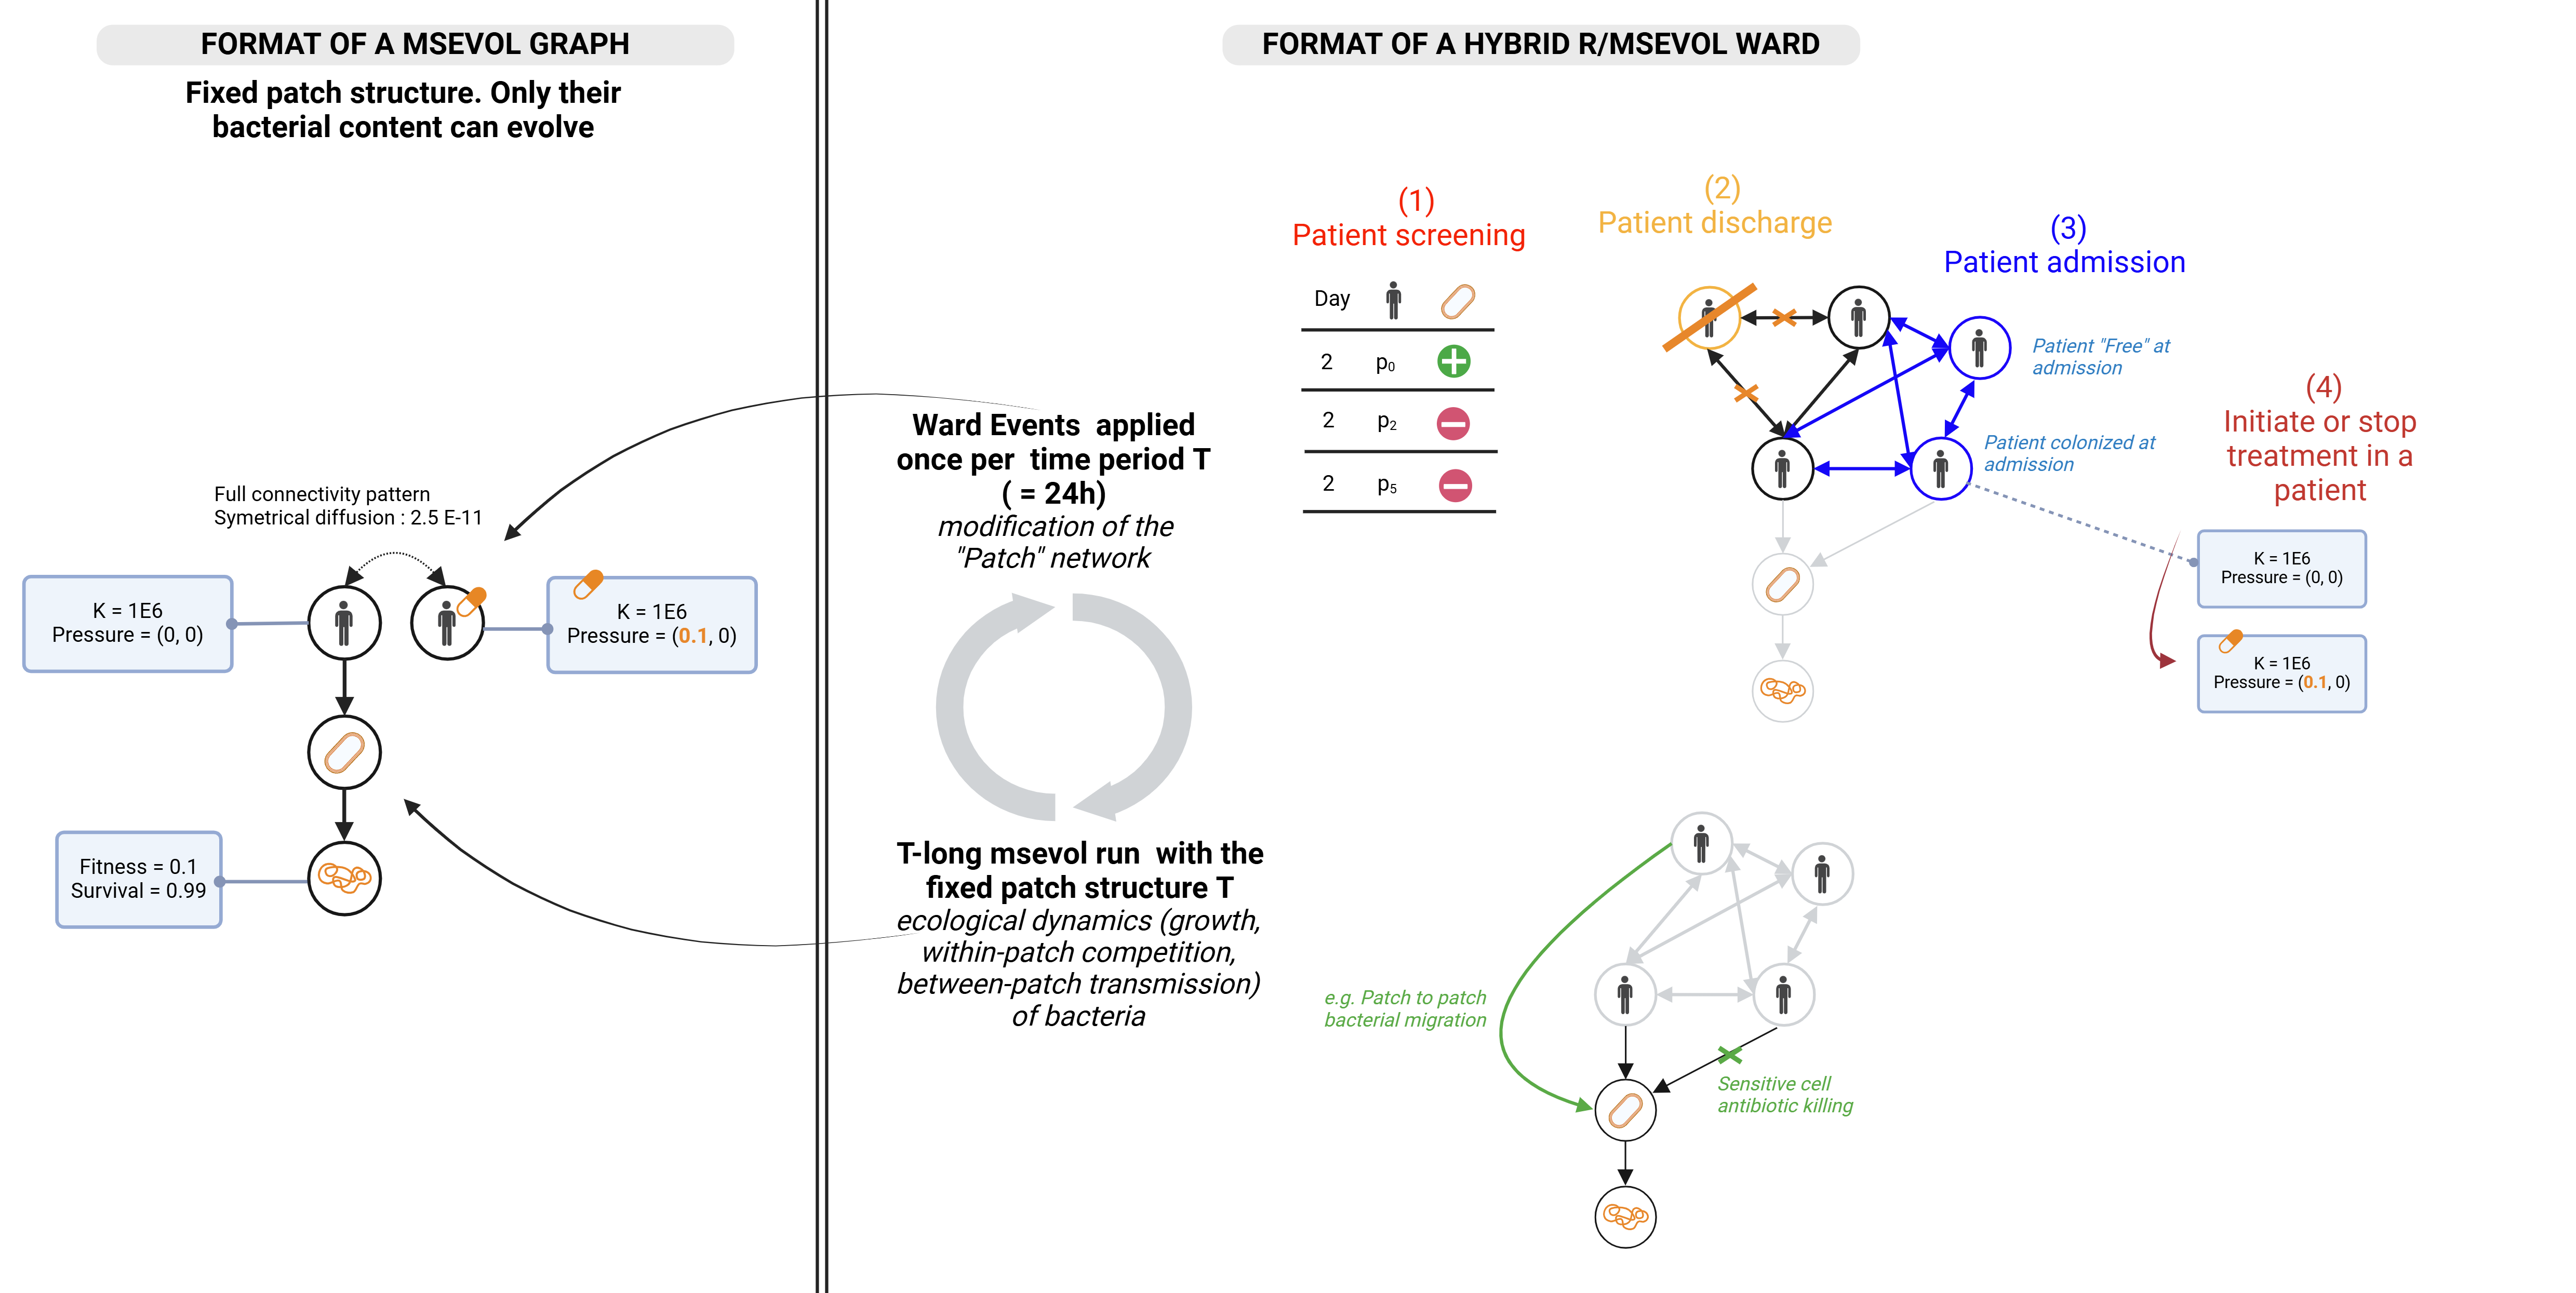 FORMAT OF A MSEVOL GRAPH
Fixed patch structure. Only their
bacterial content can evolve
Full connectivity pattern
Symetrical diffusion : 2.5 E-11
K = 1E6
Pressure = (0, 0)
K = 1E6
Pressure = (0.1, 0)
Fitness = 0.1
Survival = 0.99
FORMAT OF A HYBRID R/MSEVOL WARD
Ward Events applied
once per time period T
( = 24h)
modification of the
"Patch" network
T-long msevol run with the
fixed patch structure T
ecological dynamics (growth,
within-patch competition,
between-patch transmission)
of bacteria
(1)
Patient screening
Day
2 p0
2 p2
2 p5
(2)
Patient discharge
(3)
Patient admission
Patient "Free" at
admission
Patient colonized at
admission
(4)
Initiate or stop
treatment in a
patient
K = 1E6
Pressure = (0, 0)
K = 1E6
Pressure = (0.1, 0)
e.g. Patch to patch
bacterial migration
Sensitive cell
antibiotic killing